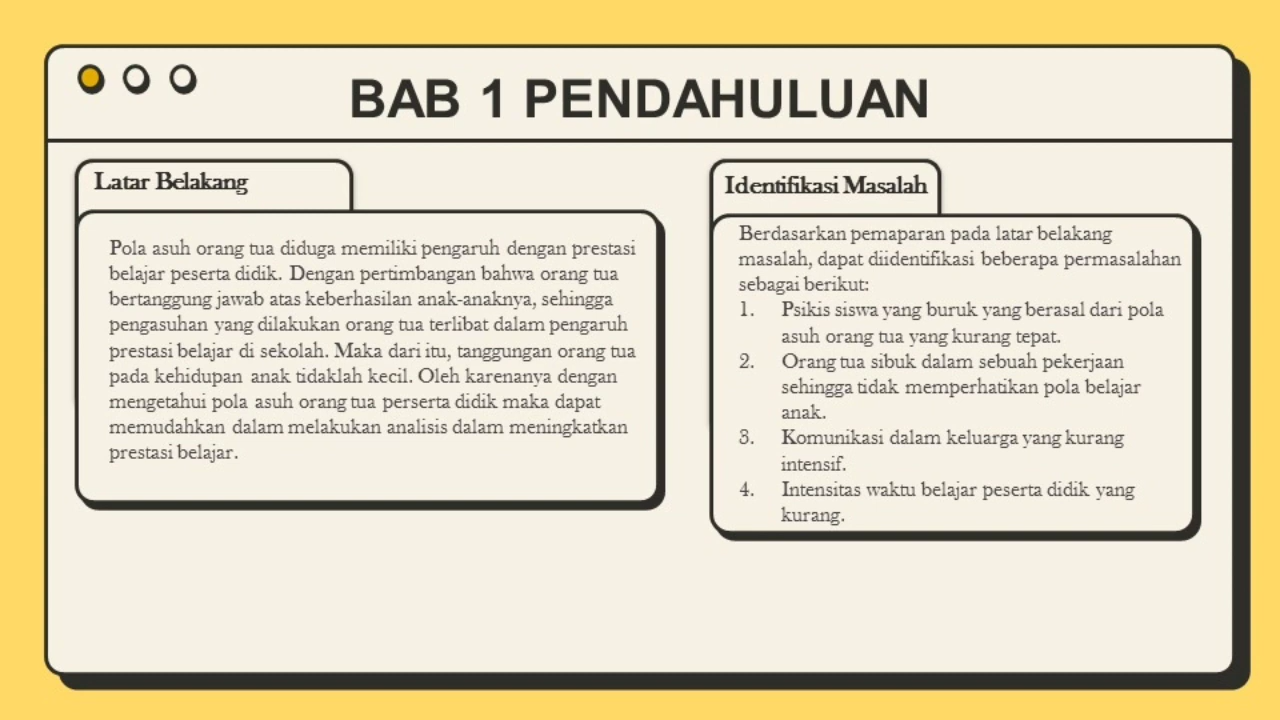 BAB 1 PENDAHULUAN
Latar Belakang
Pola asuh orang tua diduga memiliki pengaruh dengan prestasi
belajar peserta didik. Dengan pertimbangan bahwa orang tua
bertanggung jawab atas keberhasilan anak-anaknya, sehingga
pengasuhan yang dilakukan orang tua terlibat dalam pengaruh
prestasi belajar di sekolah. Maka dari itu, tanggungan orang tua
pada kehidupan anak tidaklah kecil. Oleh karenanya dengan
mengetahui pola asuh orang tua perserta didik maka dapat
memudahkan dalam melakukan analisis dalam meningkatkan
prestasi belajar.
Identifikasi Masalah
Berdasarkan pemaparan pada latar belakang
masalah, dapat diidentifikasi beberapa permasalahan
sebagai berikut:
1. Psikis siswa yang buruk yang berasal dari pola
asuh orang tua yang kurang tepat.
2. Orang tua sibuk dalam sebuah pekerjaan
sehingga tidak memperhatikan pola belajar
anak.
3. Komunikasi dalam keluarga yang kurang
intensif.
4. Intensitas waktu belajar peserta didik yang
kurang.